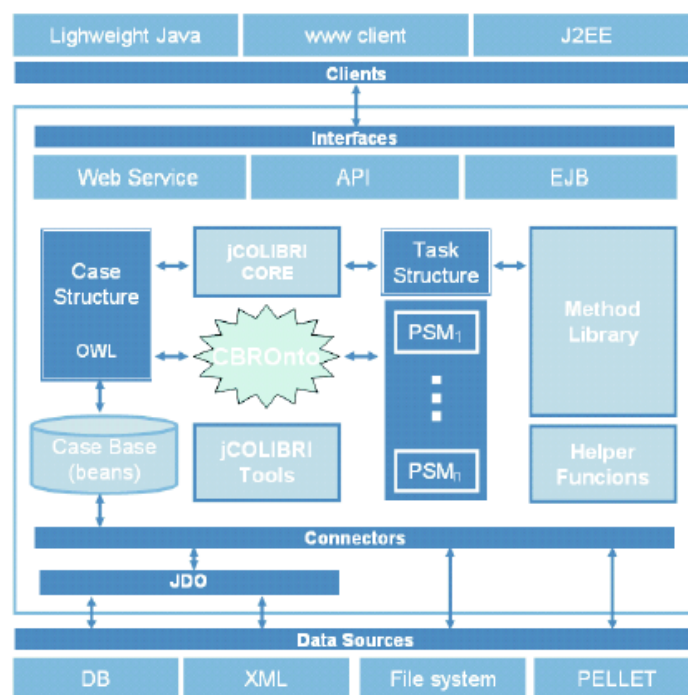 Lighweight Java
www client
J2EE
Clients
Interfaces
Web Service
API
EJB
Case
Structure
OWL
jCOLIBRI
CORE
Task
Structure
Method
Library
CBROnto
PSM1
Case Base
(beans)
jCOLIBRI
Tools
PSMn
Helper
Funcions
Connectors
JDO
Data Sources
DB
XML
File system
PELLET